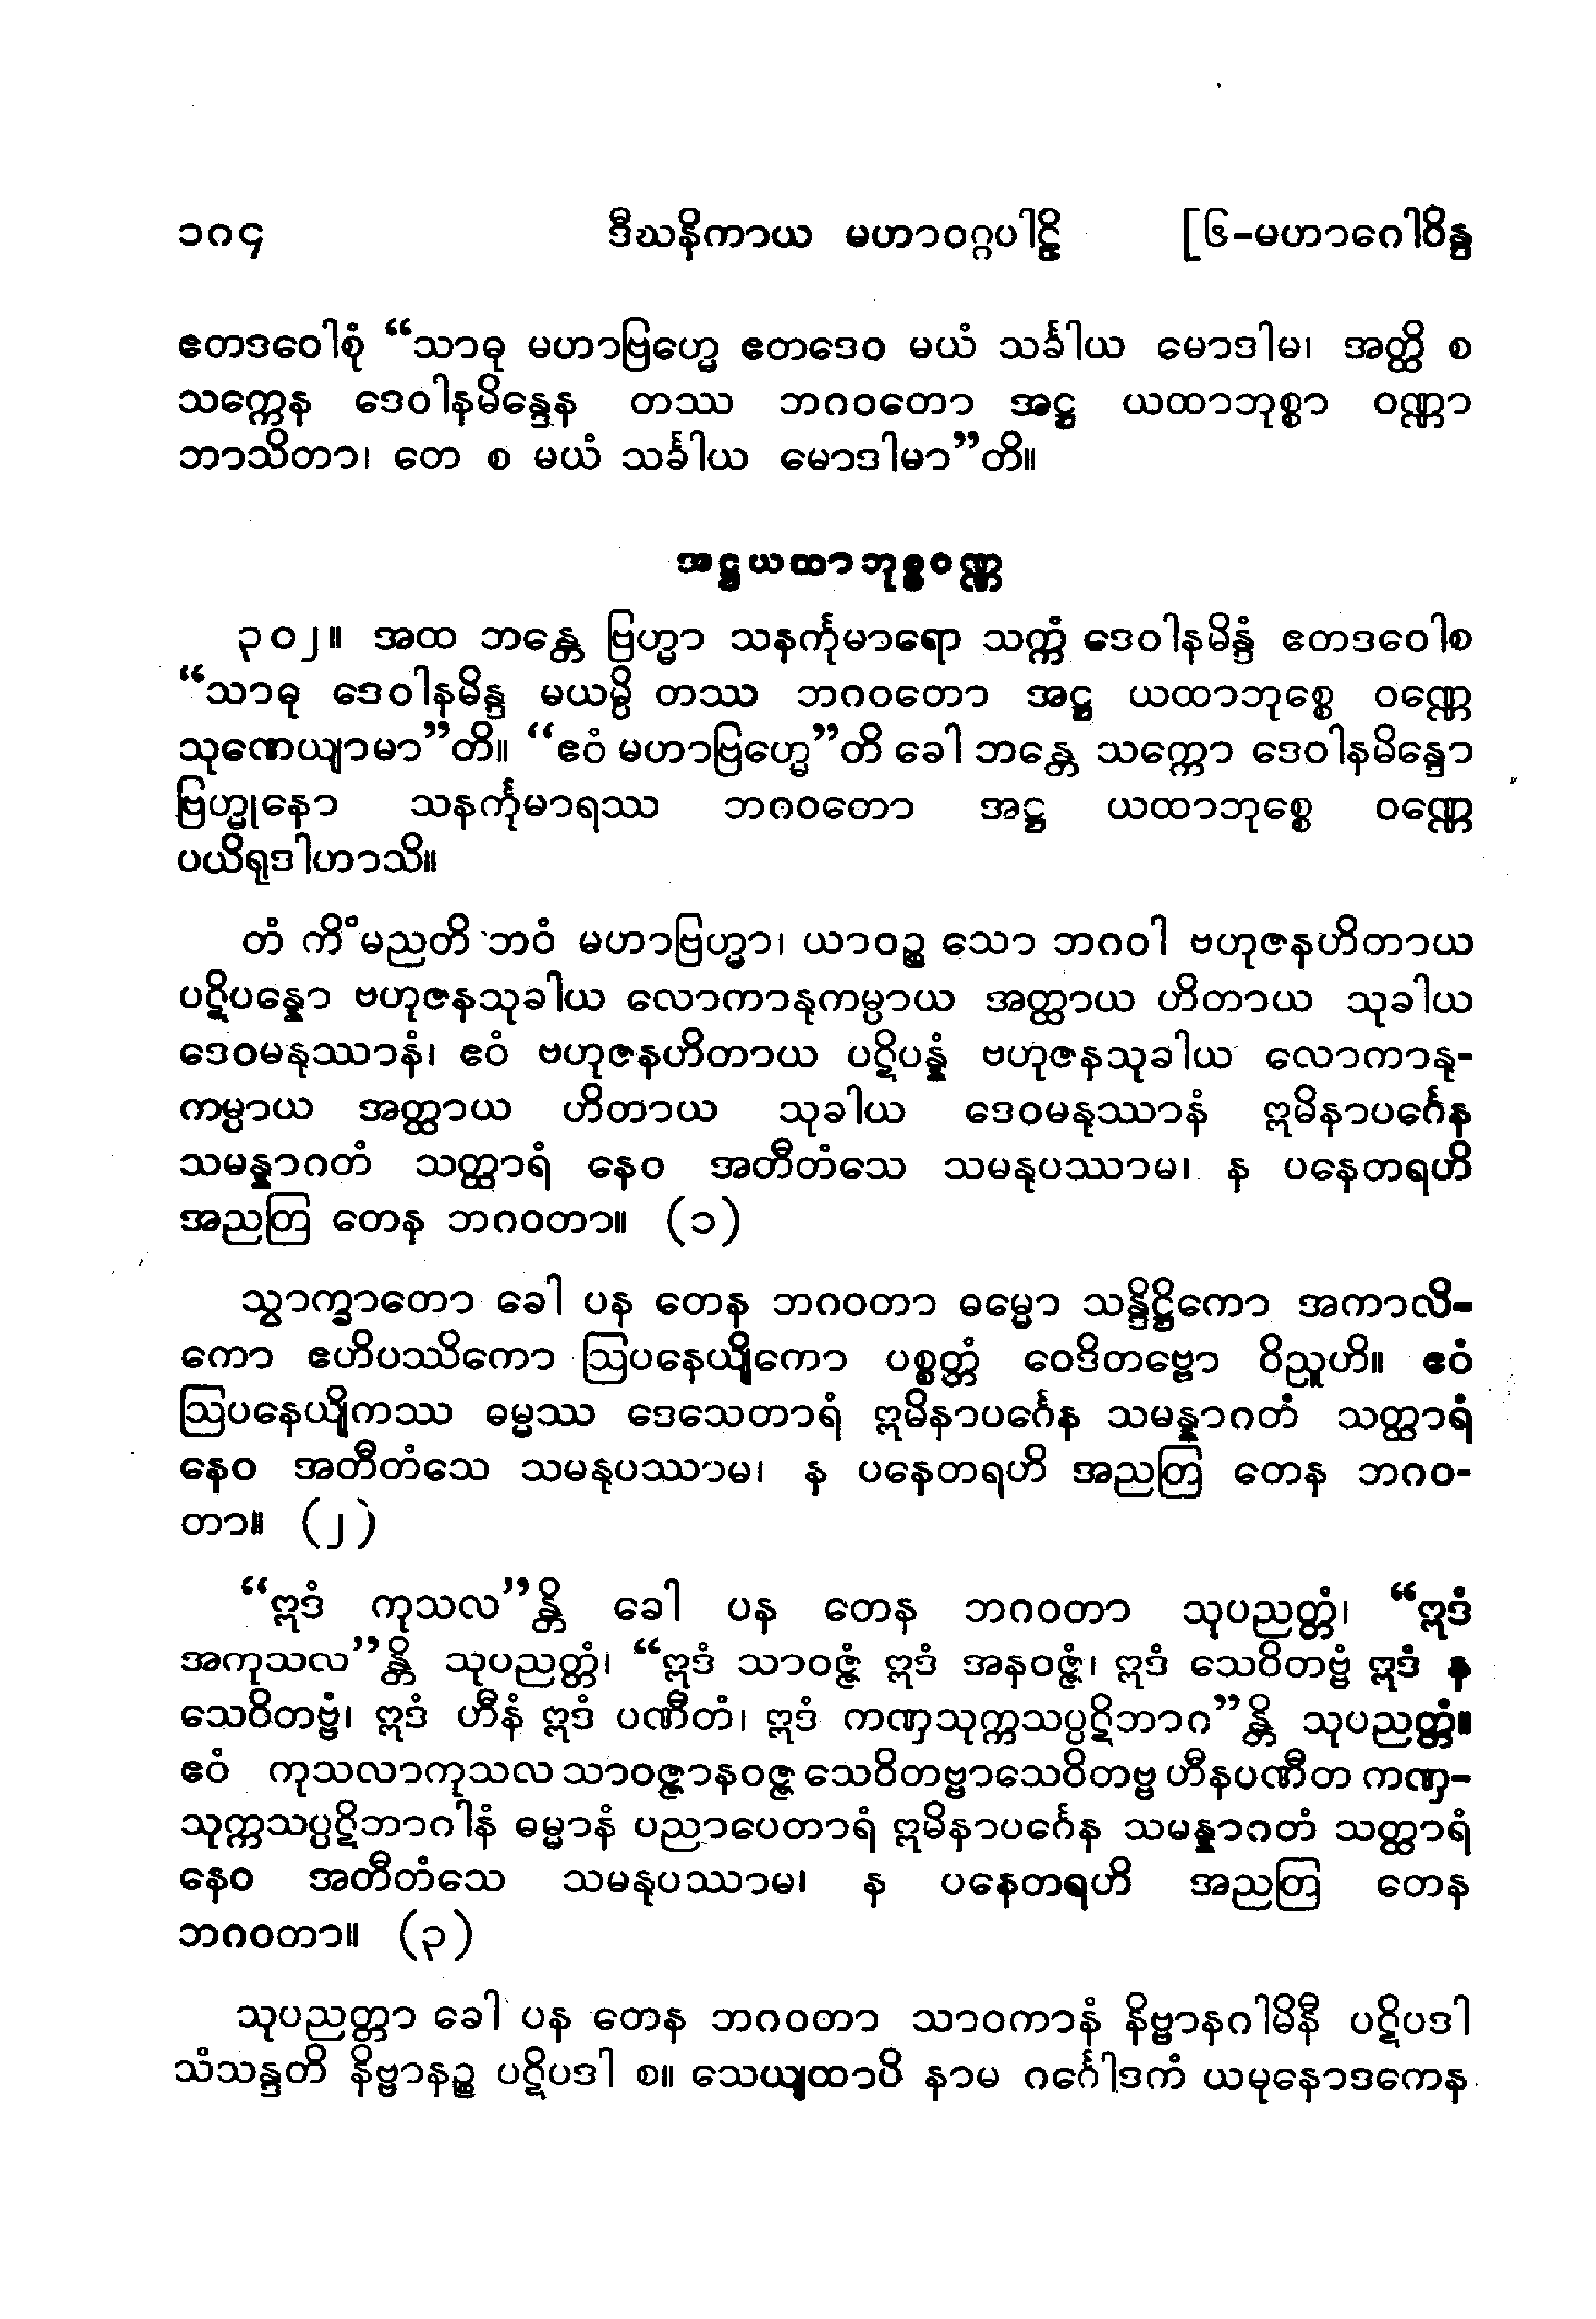 ၁၈၄ ဒီဃနိကာယ မဟာဝဂ္ဂပါဠိ [၆-မဟာဂေါဝိန္ဒ
ဧတဒဝေါစုံ “သာဓု မဟာဗြဟ္မေ ဧတဒေဝ မယံ သင်္ခါယ မောဒါမ၊ အတ္ထိ စ
သက္ကေန ဒေဝါနမိန္ဒေန တဿ ဘဂဝတော အဋ္ဌ ယထာဘုစ္စာ ဝဏ္ဏာ
ဘာသိတာ၊ တေ စ မယံ သင်္ခါယ မောဒါမာ”တိ။
အဋ္ဌယထာဘုစ္စဝဏ္ဏ
၃၀၂။ အထ ဘန္တေ ဗြဟ္မာ သနင်္ကုမာရော သက္ကံ ဒေဝါနမိန္ဒံ ဧတဒဝေါစ
“သာဓု ဒေဝါနမိန္ဒ မယမ္ပိ တဿ ဘဂဝတော အဋ္ဌ ယထာဘုစ္စေ ဝဏ္ဏေ
သုဏေယျာမာ”တိ။ “ဧဝံ မဟာဗြဟ္မေ”တိ ခေါ ဘန္တေ သက္ကော ဒေဝါနမိန္ဒော
ဗြဟ္မုနော သနင်္ကုမာရဿ ဘဂဝတော အဋ္ဌ ယထာဘုစ္စေ ဝဏ္ဏေ
ပယိရုဒါဟာသိ။
တံ ကိံ မညတိ ဘဝံ မဟာဗြဟ္မာ၊ ယာဝဉ္စ သော ဘဂဝါ ဗဟုဇနဟိတာယ
ပဋိပန္နော ဗဟုဇနသုခါယ လောကာနုကမ္ပာယ အတ္ထာယ ဟိတာယ သုခါယ
ဒေဝမနုဿာနံ၊ ဧဝံ ဗဟုဇနဟိတာယ ပဋိပန္နံ ဗဟုဇနသုခါယ လောကာနု-
ကမ္ပာယ အတ္ထာယ ဟိတာယ သုခါယ ဒေဝမနုဿာနံ ဣမိနာပင်္ဂေန
သမန္နာဂတံ သတ္ထာရံ နေဝ အတီတံသေ သမနုပဿာမ၊ န ပနေတရဟိ
အညတြ တေန ဘဂဝတာ။ (၁)
သွာက္ခာတော ခေါ ပန တေန ဘဂဝတာ ဓမ္မော သန္ဒိဋ္ဌိကော အကာလိ-
ကော ဧဟိပဿိကော ဩပနေယျိကော ပစ္စတ္တံ ဝေဒိတဗ္ဗော ဝိညူဟိ။ ဧဝံ
ဩပနေယျိကဿ ဓမ္မဿ ဒေသေတာရံ ဣမိနာပင်္ဂေန သမန္နာဂတံ သတ္ထာရံ
နေဝ အတီတံသေ သမနုပဿာမ၊ န ပနေတရဟိ အညတြ တေန ဘဂဝ-
တာ။ (၂)
“ဣဒံ ကုသလ”န္တိ ခေါ ပန တေန ဘဂဝတာ သုပညတ္တံ၊ “ဣဒံ
အကုသလ”န္တိ သုပညတ္တံ၊ “ဣဒံ သာဝဇ္ဇံ ဣဒံ အနဝဇ္ဇံ၊ ဣဒံ သေဝိတဗ္ဗံ ဣဒံ န
သေဝိတဗ္ဗံ၊ ဣဒံ ဟီနံ ဣဒံ ပဏီတံ၊ ဣဒံ ကဏှသုက္ကသပ္ပဋိဘာဂ”န္တိ သုပညတ္တံ။
ဧဝံ ကုသလာကုသလ သာဝဇ္ဇာနဝဇ္ဇ သေဝိတဗ္ဗာသေဝိတဗ္ဗ ဟီနပဏီတ ကဏှ-
သုက္ကသပ္ပဋိဘာဂါနံ ဓမ္မာနံ ပညာပေတာရံ ဣမိနာပင်္ဂေန သမန္နာဂတံ သတ္ထာရံ
နေဝ အတီတံသေ သမနုပဿာမ၊ န ပနေတရဟိ အညတြ တေန
ဘဂဝတာ။ (၃)
သုပညတ္တာ ခေါ ပန တေန ဘဂဝတာ သာဝကာနံ နိဗ္ဗာနဂါမိနီ ပဋိပဒါ
သံသန္ဒတိ နိဗ္ဗာနဉ္စ ပဋိပဒါ စ။ သေယျထာပိ နာမ ဂင်္ဂေါဒကံ ယမုနောဒကေန